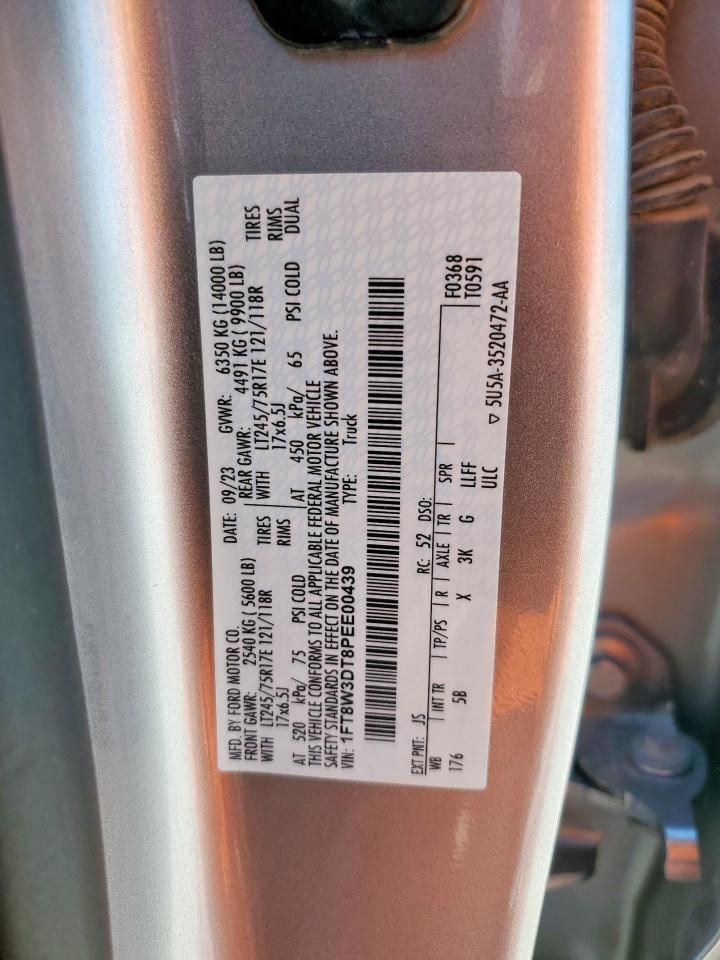 MFD. BY FORD MOTOR CO.
DATE: 09/23 GVWR: 6350 KG (14000 LB)
FRONT GAWR: 2540 KG ( 5600 LB) REAR GAWR: 4491 KG ( 9900 LB)
WITH LT245/75R17E 121/118R TIRES WITH LT245/75R17E 121/118R TIRES
17x6.5J RIMS 17x6.5J RIMS
AT 520 kPa/ 75 PSI COLD AT 450 kPa/ 65 PSI COLD DUAL
THIS VEHICLE CONFORMS TO ALL APPLICABLE FEDERAL MOTOR VEHICLE
SAFETY STANDARDS IN EFFECT ON THE DATE OF MANUFACTURE SHOWN ABOVE.
VIN: 1FT8W3DT8PEE00439 TYPE: Truck
F0368
T0591
EXT PNT: JS RC: 52 DSO:
WB INT TR TP/PS R AXLE TR SPR
176 5B X 3K G LLFF
ULC
▽ 5U5A-3520472-AA